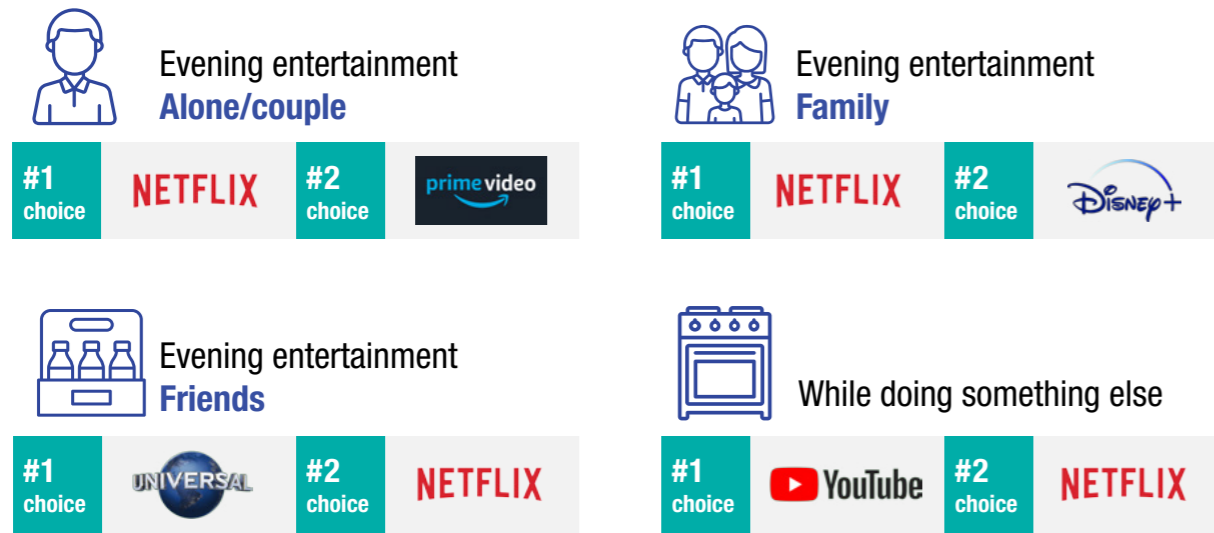 Evening entertainment
Alone/couple
#1
choice
NETFLIX
#2
choice
prime video
Evening entertainment
Family
#1
choice
NETFLIX
#2
choice
Disney+
Evening entertainment
Friends
#1
choice
UNIVERSAL
#2
choice
NETFLIX
While doing something else
#1
choice
YouTube
#2
choice
NETFLIX